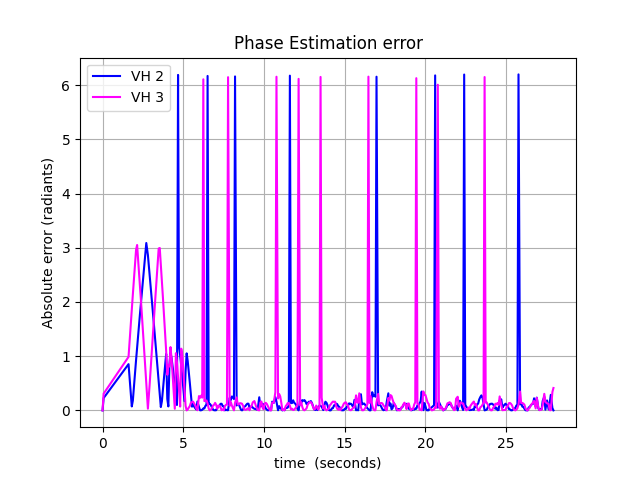 Phase Estimation error
VH 2
VH 3
Absolute error (radiants)
6
5
4
3
2
1
0
0 5 10 15 20 25
time (seconds)